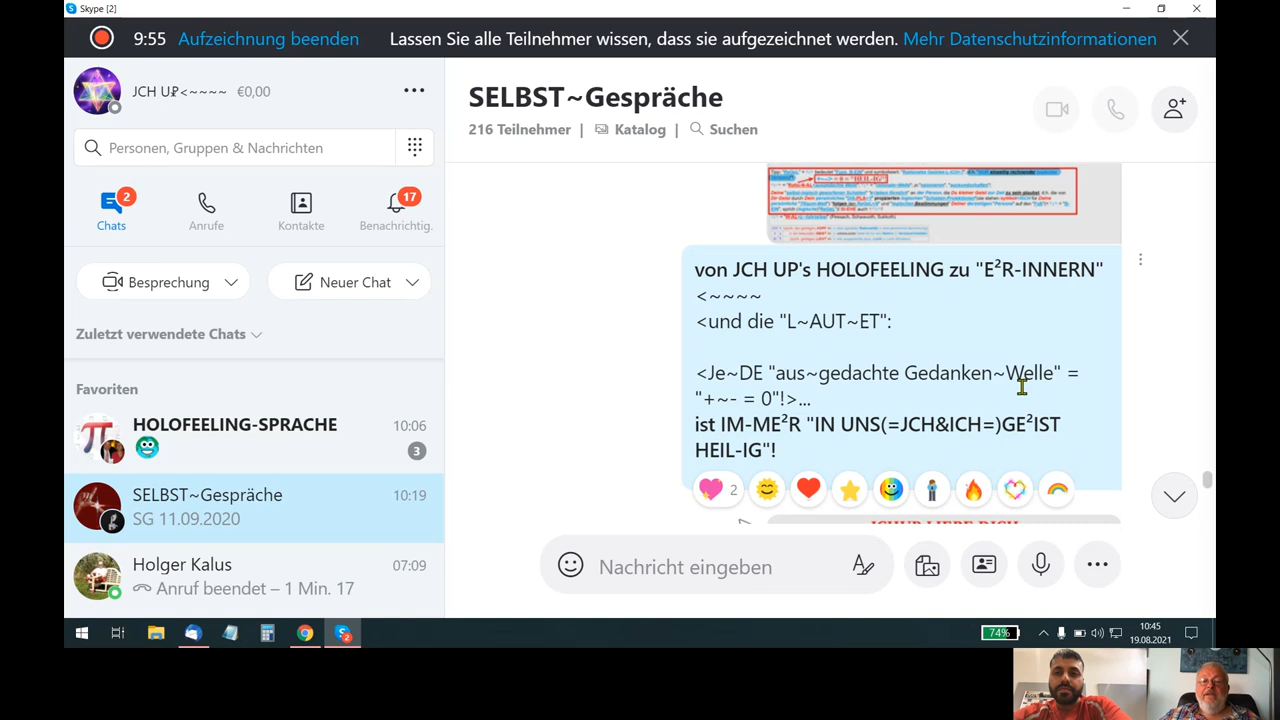 Skype [2]
9:55 Aufzeichnung beenden Lassen Sie alle Teilnehmer wissen, dass sie aufgezeichnet werden. Mehr Datenschutzinformationen
JCH UP<~~~~ €0,00
Personen, Gruppen & Nachrichten
2
17
Chats Anrufe Kontakte Benachrichtig.
Besprechung Neuer Chat
Zuletzt verwendete Chats
Favoriten
HOLOFEELING-SPRACHE 10:06
3
SELBST~Gespräche 10:19
SG 11.09.2020
Holger Kalus 07:09
Anruf beendet – 1 Min. 17
SELBST~Gespräche
216 Teilnehmer | Katalog | Suchen
von JCH UP's HOLOFEELING zu "E²R-INNERN"
<~~~~
<und die "L~AUT~ET":
<Je~DE "aus~gedachte Gedanken~Welle" =
"+~- = 0"!>...
ist IM-ME²R "IN UNS(=JCH&ICH=)GE²IST
HEIL-IG"!
2
JCHUP LIEBE DICH
Nachricht eingeben
2
74%
10:45
19.08.2021